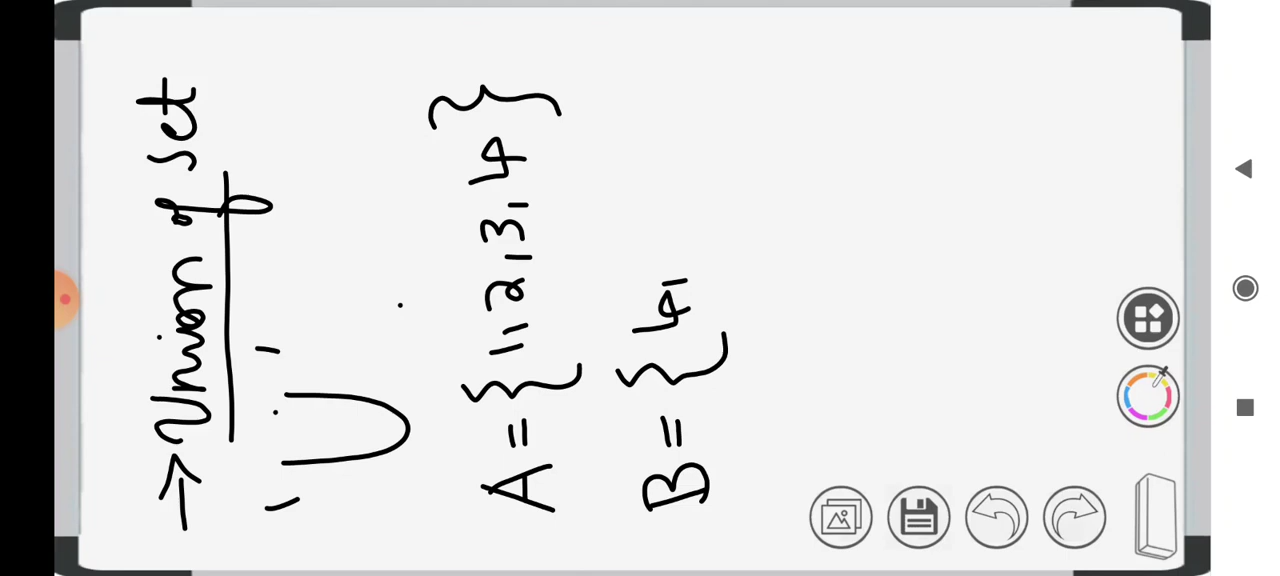 → Union of set
'U'
A = {1,2,3,4}
B = {4,